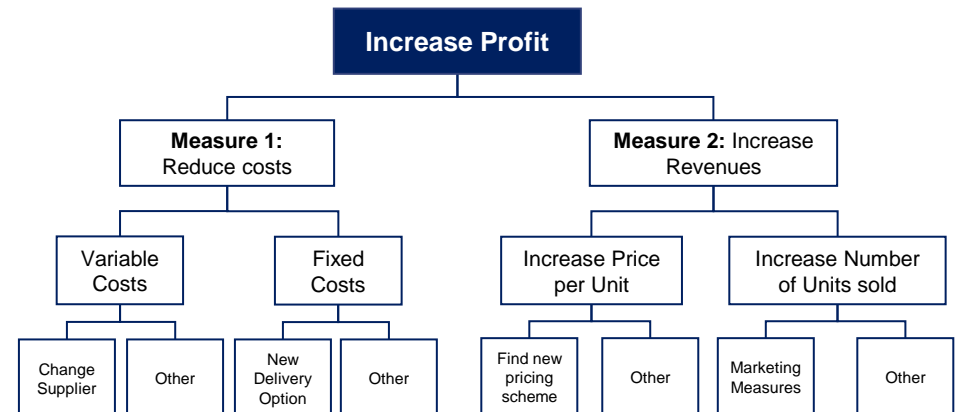 Increase Profit
Measure 1:
Reduce costs
Measure 2: Increase
Revenues
Variable
Costs
Fixed
Costs
Increase Price
per Unit
Increase Number
of Units sold
Change
Supplier
Other
New
Delivery
Option
Other
Find new
pricing
scheme
Other
Marketing
Measures
Other